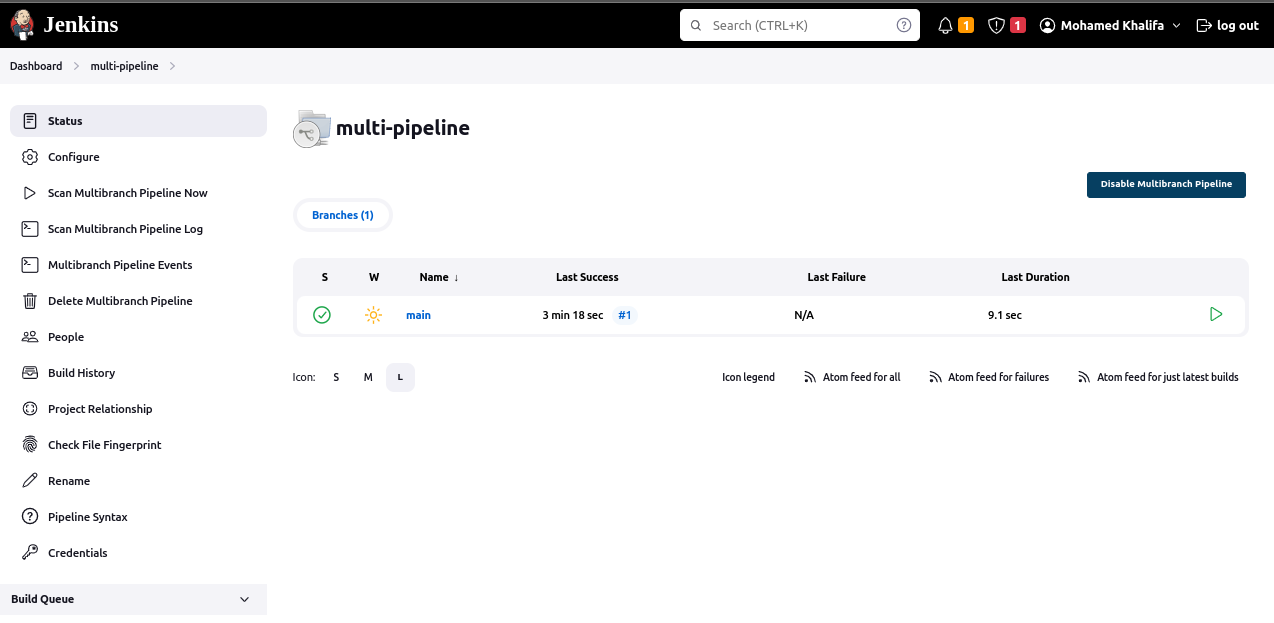 Jenkins
Search (CTRL+K)
1
1
Mohamed Khalifa
log out
Dashboard
multi-pipeline
Status
Configure
Scan Multibranch Pipeline Now
Scan Multibranch Pipeline Log
Multibranch Pipeline Events
Delete Multibranch Pipeline
People
Build History
Project Relationship
Check File Fingerprint
Rename
Pipeline Syntax
Credentials
Build Queue
multi-pipeline
Disable Multibranch Pipeline
Branches (1)
S W Name ↓ Last Success Last Failure Last Duration
main 3 min 18 sec #1 N/A 9.1 sec
Icon: S M L
Icon legend Atom feed for all Atom feed for failures Atom feed for just latest builds